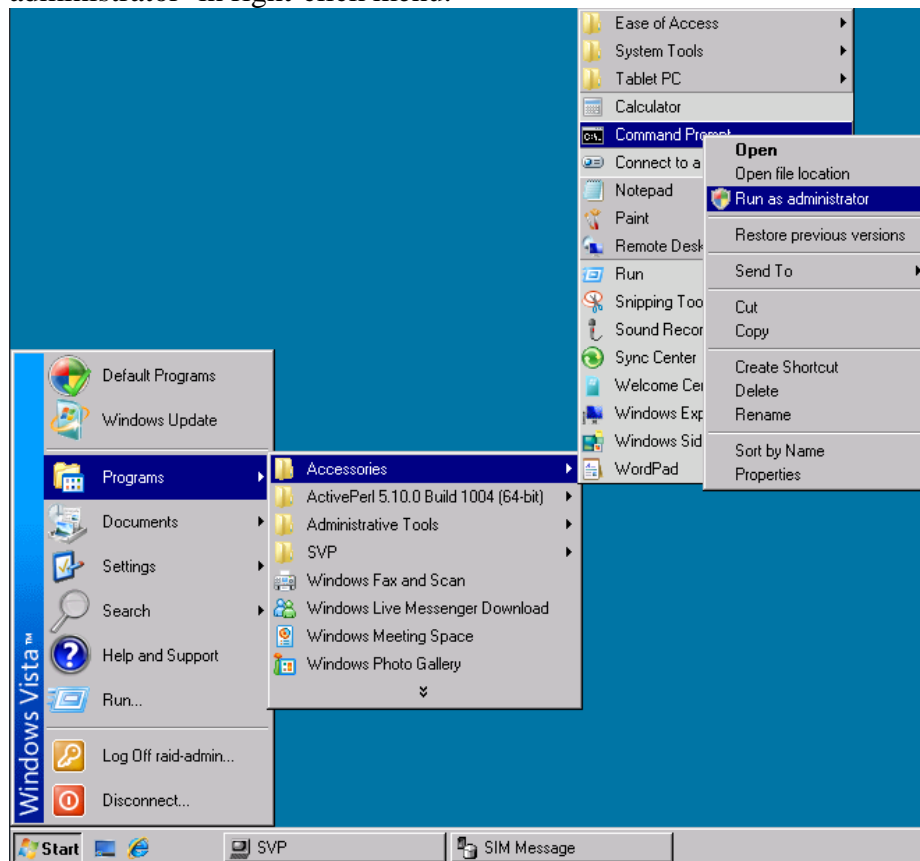 administrator" in right-click menu.
Ease of Access
System Tools
Tablet PC
Calculator
Command Prompt
Connect to a
Notepad
Paint
Remote Desk
Run
Snipping Too
Sound Recor
Sync Center
Welcome Cer
Windows Exp
Windows Sid
WordPad
Open
Open file location
Run as administrator
Restore previous versions
Send To
Cut
Copy
Create Shortcut
Delete
Rename
Sort by Name
Properties
Default Programs
Windows Update
Programs
Documents
Settings
Search
Help and Support
Run...
Log Off raid-admin...
Disconnect...
Windows Vista™
Accessories
ActivePerl 5.10.0 Build 1004 (64-bit)
Administrative Tools
SVP
Windows Fax and Scan
Windows Live Messenger Download
Windows Meeting Space
Windows Photo Gallery
Start
SVP
SIM Message